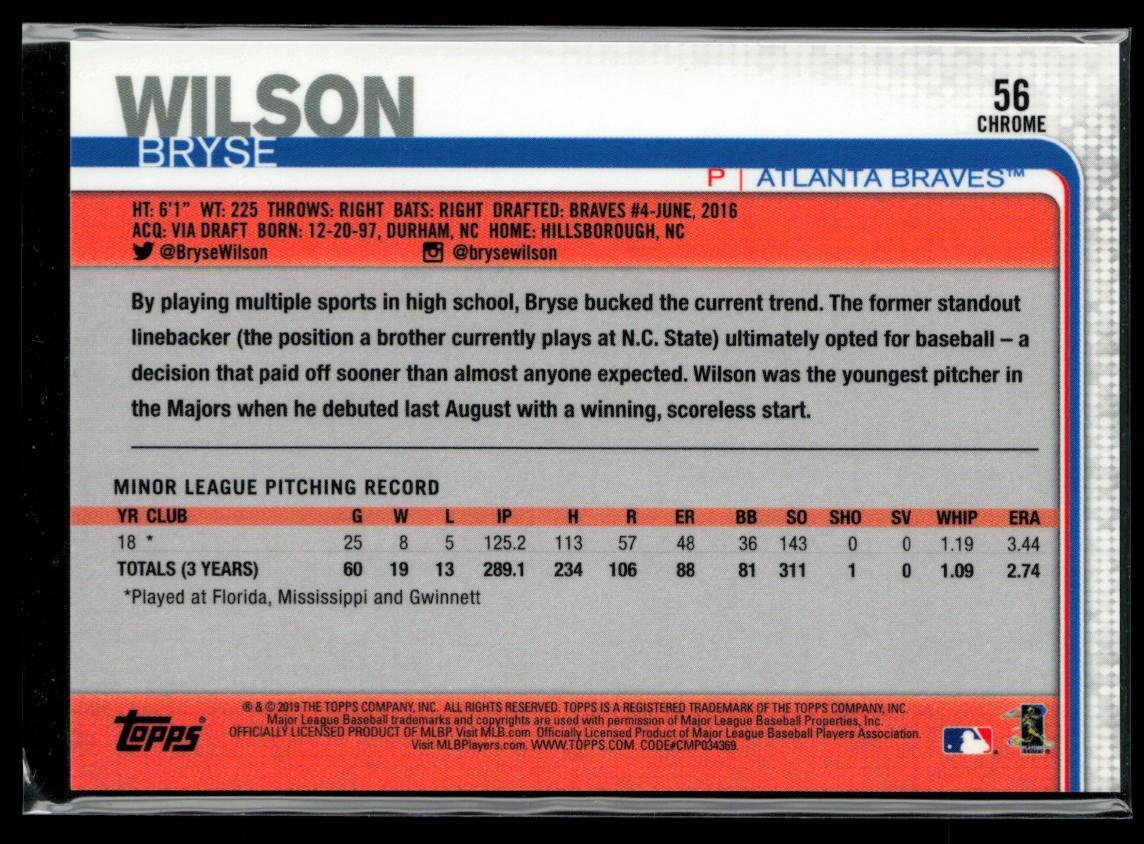 WILSON
BRYSE
56
CHROME
P | ATLANTA BRAVES™
HT: 6'1" WT: 225 THROWS: RIGHT BATS: RIGHT DRAFTED: BRAVES #4-JUNE, 2016
ACQ: VIA DRAFT BORN: 12-20-97, DURHAM, NC HOME: HILLSBOROUGH, NC
@BryseWilson @brysewilson
By playing multiple sports in high school, Bryse bucked the current trend. The former standout
linebacker (the position a brother currently plays at N.C. State) ultimately opted for baseball – a
decision that paid off sooner than almost anyone expected. Wilson was the youngest pitcher in
the Majors when he debuted last August with a winning, scoreless start.
MINOR LEAGUE PITCHING RECORD
YR CLUB G W L IP H R ER BB SO SHO SV WHIP ERA
18 * 25 8 5 125.2 113 57 48 36 143 0 0 1.19 3.44
TOTALS (3 YEARS) 60 19 13 289.1 234 106 88 81 311 1 0 1.09 2.74
*Played at Florida, Mississippi and Gwinnett
Topps®
® & © 2019 THE TOPPS COMPANY, INC. ALL RIGHTS RESERVED. TOPPS IS A REGISTERED TRADEMARK OF THE TOPPS COMPANY, INC.
Major League Baseball trademarks and copyrights are used with permission of Major League Baseball Properties, Inc.
OFFICIALLY LICENSED PRODUCT OF MLBP. Visit MLB.com Officially Licensed Product of Major League Baseball Players Association.
Visit MLBPlayers.com. WWW.TOPPS.COM. CODE#CMP034369.